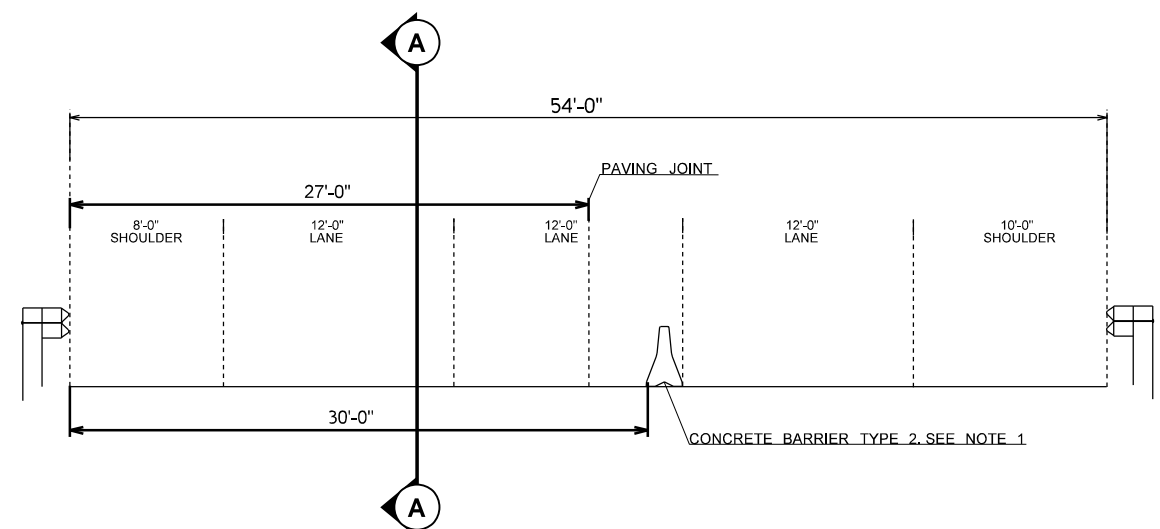 A
54'-0"
PAVING JOINT
27'-0"
8'-0"
SHOULDER
12'-0"
LANE
12'-0"
LANE
12'-0"
LANE
10'-0"
SHOULDER
30'-0"
CONCRETE BARRIER TYPE 2. SEE NOTE 1
A